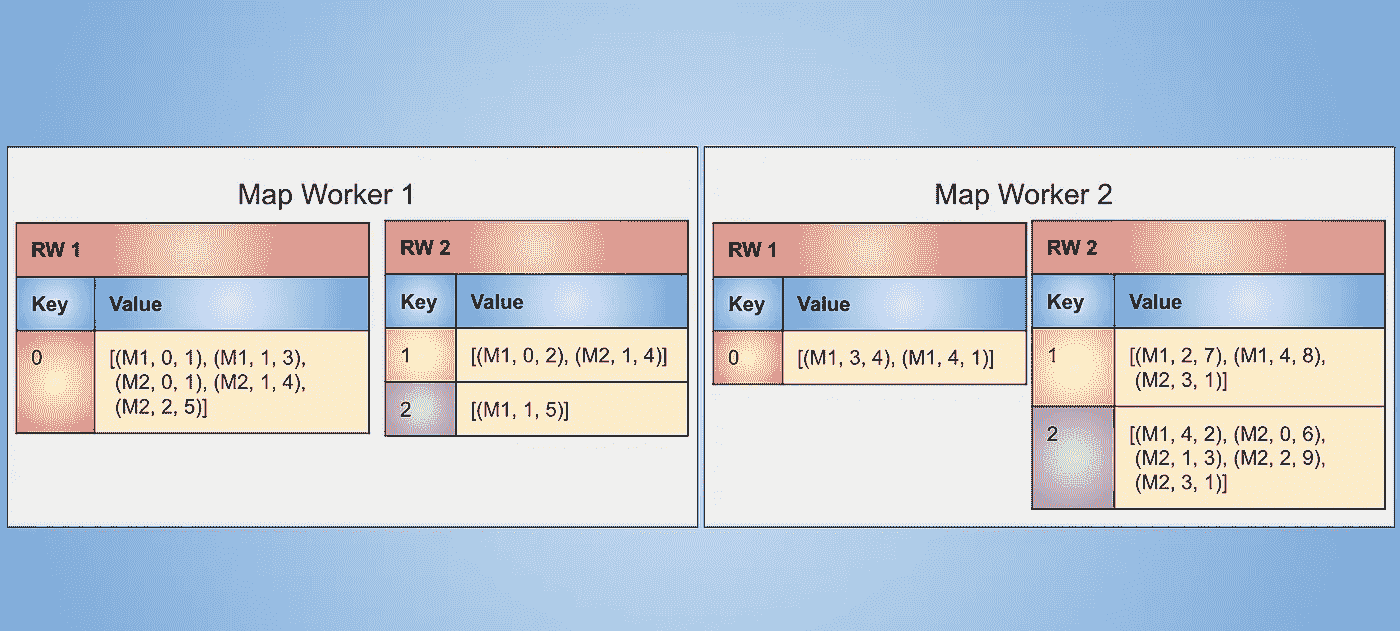 Map Worker 1
RW 1
Key Value
0 [(M1, 0, 1), (M1, 1, 3),
(M2, 0, 1), (M2, 1, 4),
(M2, 2, 5)]
RW 2
Key Value
1 [(M1, 0, 2), (M2, 1, 4)]
2 [(M1, 1, 5)]
Map Worker 2
RW 1
Key Value
0 [(M1, 3, 4), (M1, 4, 1)]
RW 2
Key Value
1 [(M1, 2, 7), (M1, 4, 8),
(M2, 3, 1)]
2 [(M1, 4, 2), (M2, 0, 6),
(M2, 1, 3), (M2, 2, 9),
(M2, 3, 1)]